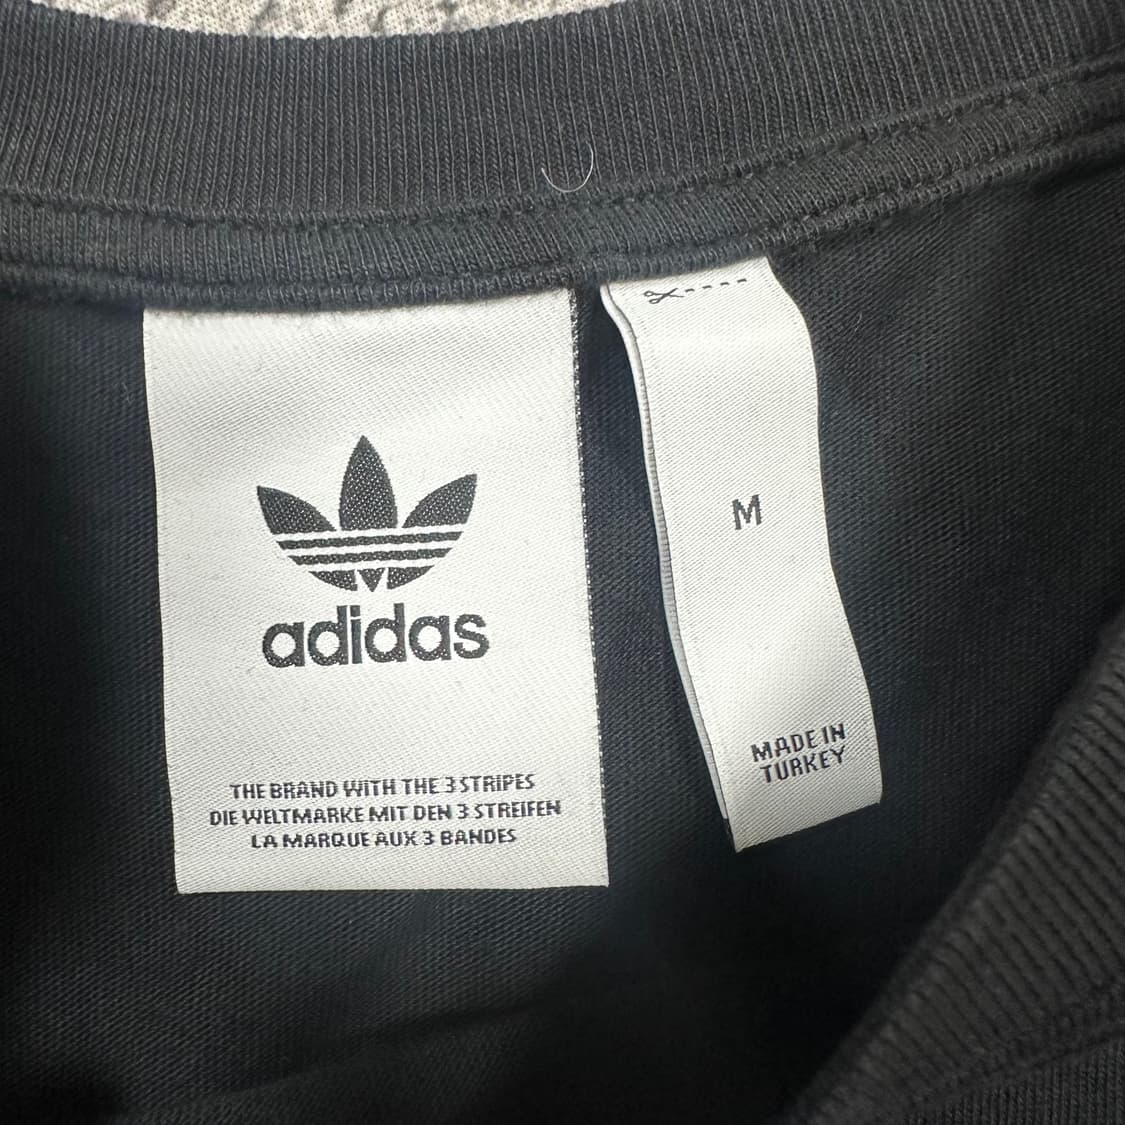 adidas
THE BRAND WITH THE 3 STRIPES
DIE WELTMARKE MIT DEN 3 STREIFEN
LA MARQUE AUX 3 BANDES
M
MADE IN
TURKEY